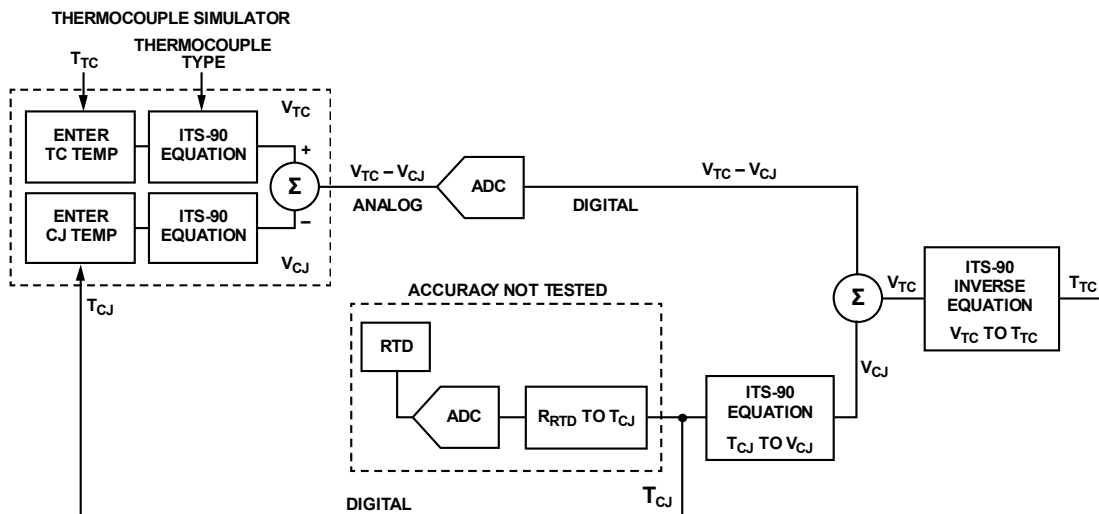 THERMOCOUPLE SIMULATOR
THERMOCOUPLE
TYPE
T_TC
V_TC
ENTER
TC TEMP
ITS-90
EQUATION
+
Σ
ENTER
CJ TEMP
ITS-90
EQUATION
–
V_CJ
T_CJ
V_TC – V_CJ
ANALOG
ADC
V_TC – V_CJ
DIGITAL
ACCURACY NOT TESTED
RTD
ADC
R_RTD TO T_CJ
DIGITAL
T_CJ
ITS-90
EQUATION
T_CJ TO V_CJ
V_CJ
Σ
V_TC
ITS-90
INVERSE
EQUATION
V_TC TO T_TC
T_TC